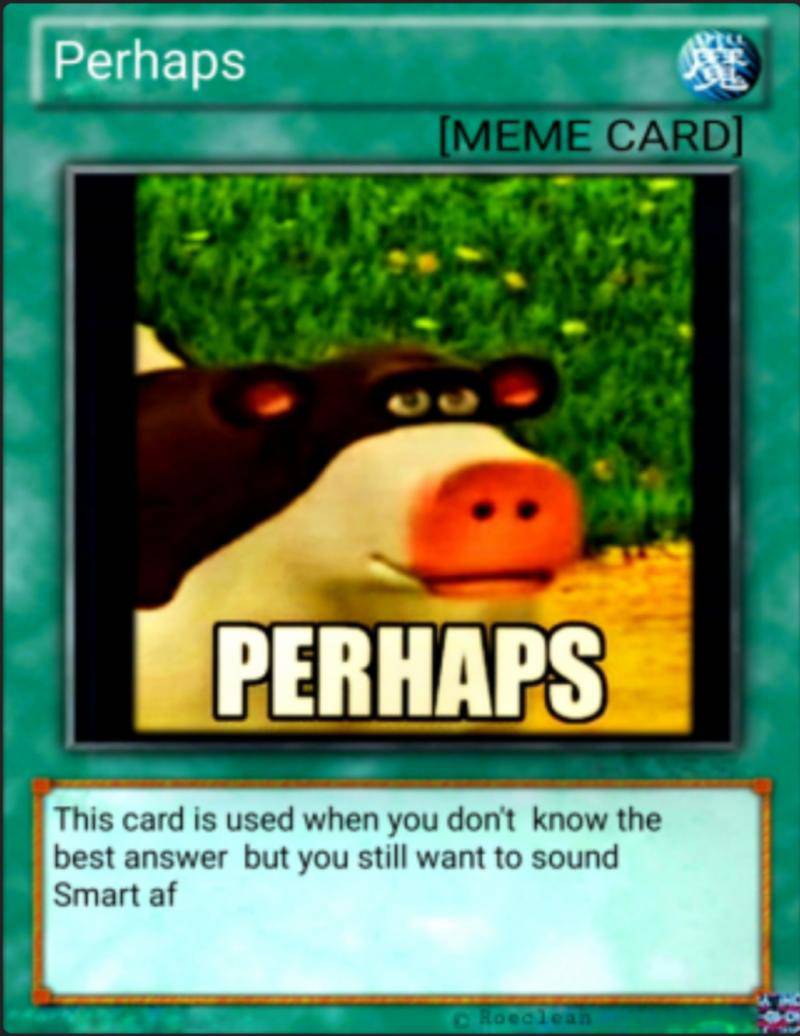 Perhaps
[MEME CARD]
PERHAPS
This card is used when you don't know the
best answer but you still want to sound
Smart af
© Roeclean